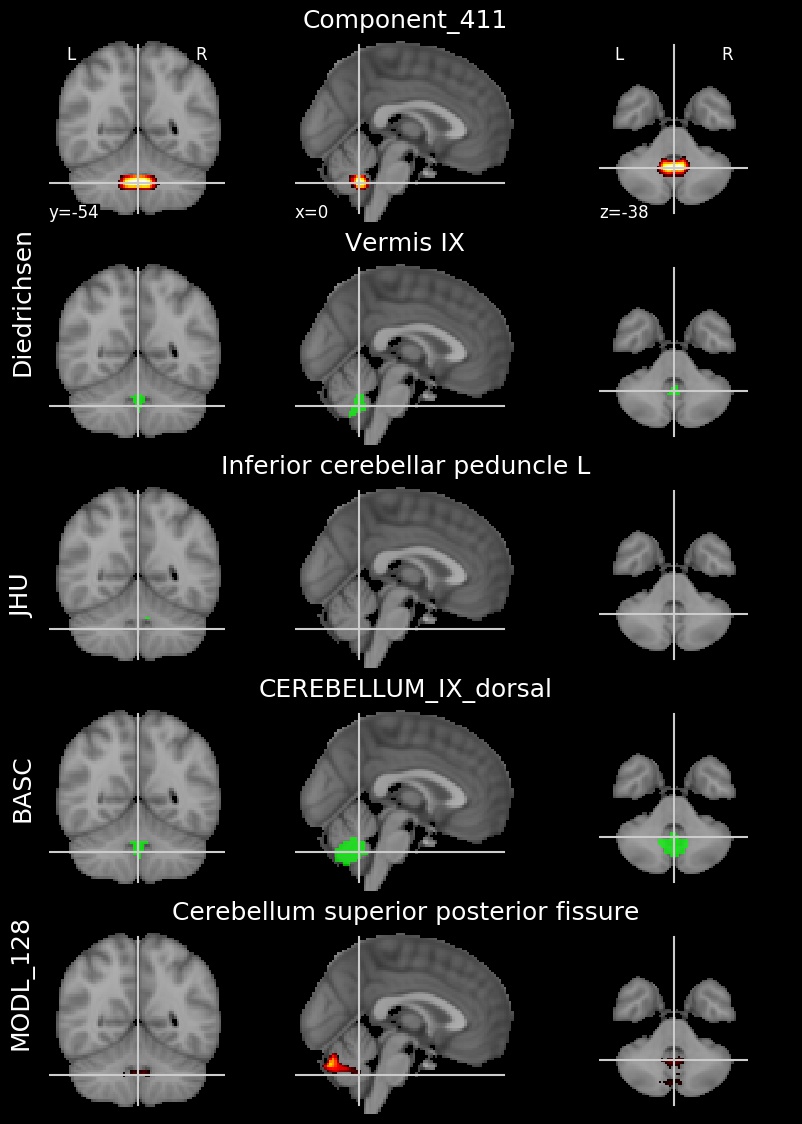 Component_411
L R L R
y=-54 x=0 z=-38
Diedrichsen
Vermis IX
JHU
Inferior cerebellar peduncle L
BASC
CEREBELLUM_IX_dorsal
MODL_128
Cerebellum superior posterior fissure